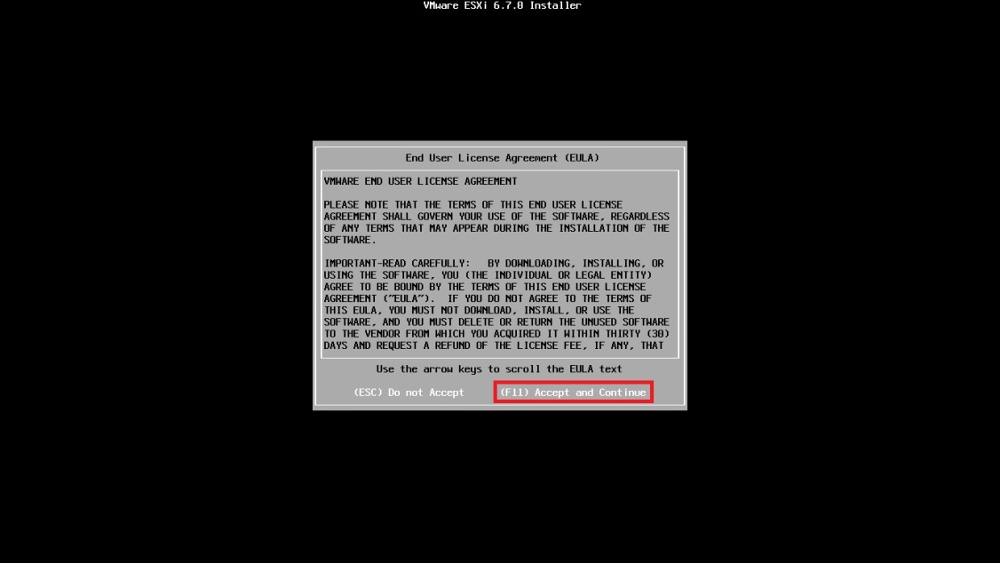 VMware ESXi 6.7.0 Installer
End User License Agreement (EULA)
VMWARE END USER LICENSE AGREEMENT
PLEASE NOTE THAT THE TERMS OF THIS END USER LICENSE
AGREEMENT SHALL GOVERN YOUR USE OF THE SOFTWARE, REGARDLESS
OF ANY TERMS THAT MAY APPEAR DURING THE INSTALLATION OF THE
SOFTWARE.
IMPORTANT-READ CAREFULLY:   BY DOWNLOADING, INSTALLING, OR
USING THE SOFTWARE, YOU (THE INDIVIDUAL OR LEGAL ENTITY)
AGREE TO BE BOUND BY THE TERMS OF THIS END USER LICENSE
AGREEMENT ("EULA").  IF YOU DO NOT AGREE TO THE TERMS OF
THIS EULA, YOU MUST NOT DOWNLOAD, INSTALL, OR USE THE
SOFTWARE, AND YOU MUST DELETE OR RETURN THE UNUSED SOFTWARE
TO THE VENDOR FROM WHICH YOU ACQUIRED IT WITHIN THIRTY (30)
DAYS AND REQUEST A REFUND OF THE LICENSE FEE, IF ANY, THAT
Use the arrow keys to scroll the EULA text
(ESC) Do not Accept (F11) Accept and Continue